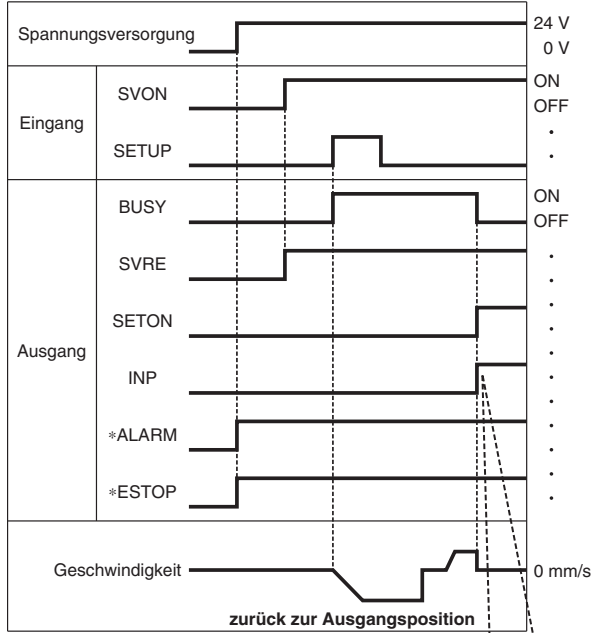 Spannungsversorgung
24 V
0 V
Eingang
SVON
ON
OFF
SETUP
Ausgang
BUSY
ON
OFF
SVRE
SETON
INP
∗ALARM
∗ESTOP
Geschwindigkeit
0 mm/s
zurück zur Ausgangsposition